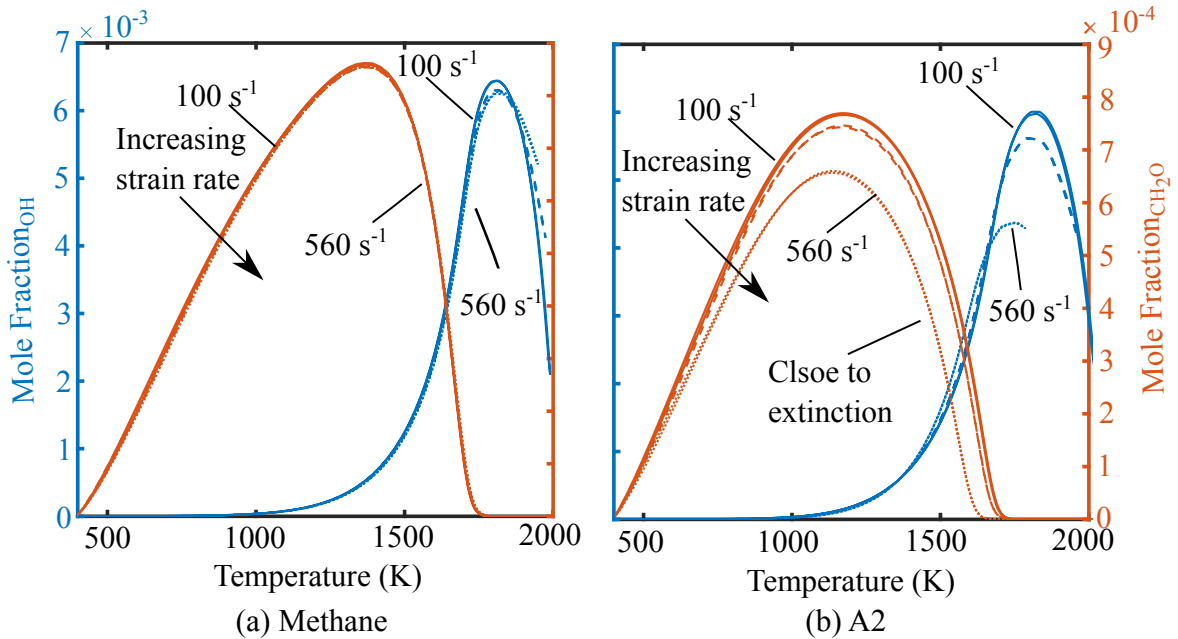 7 × 10⁻³
6
5
4
3
2
1
0
Mole Fraction_OH
100 s⁻¹
100 s⁻¹
Increasing
strain rate
560 s⁻¹
560 s⁻¹
500
1000
1500
2000
Temperature (K)
(a) Methane
× 10⁻⁴
9
8
7
6
5
4
3
2
1
0
Mole Fraction_CH₂O
100 s⁻¹
100 s⁻¹
Increasing
strain rate
560 s⁻¹
560 s⁻¹
Clsoe to
extinction
500
1000
1500
2000
Temperature (K)
(b) A2